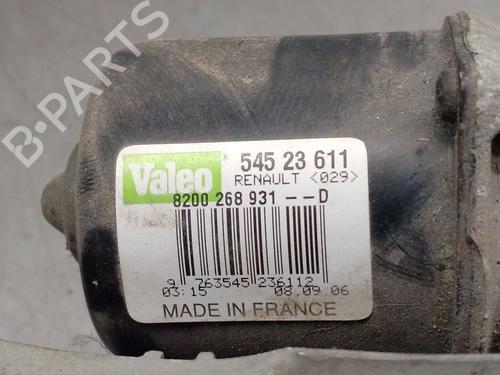 B-PARTS
Valeo
545 23 611
RENAULT <029>
8200 268 931 --D
9 763545 236112
03:15 08.09.06
MADE IN FRANCE